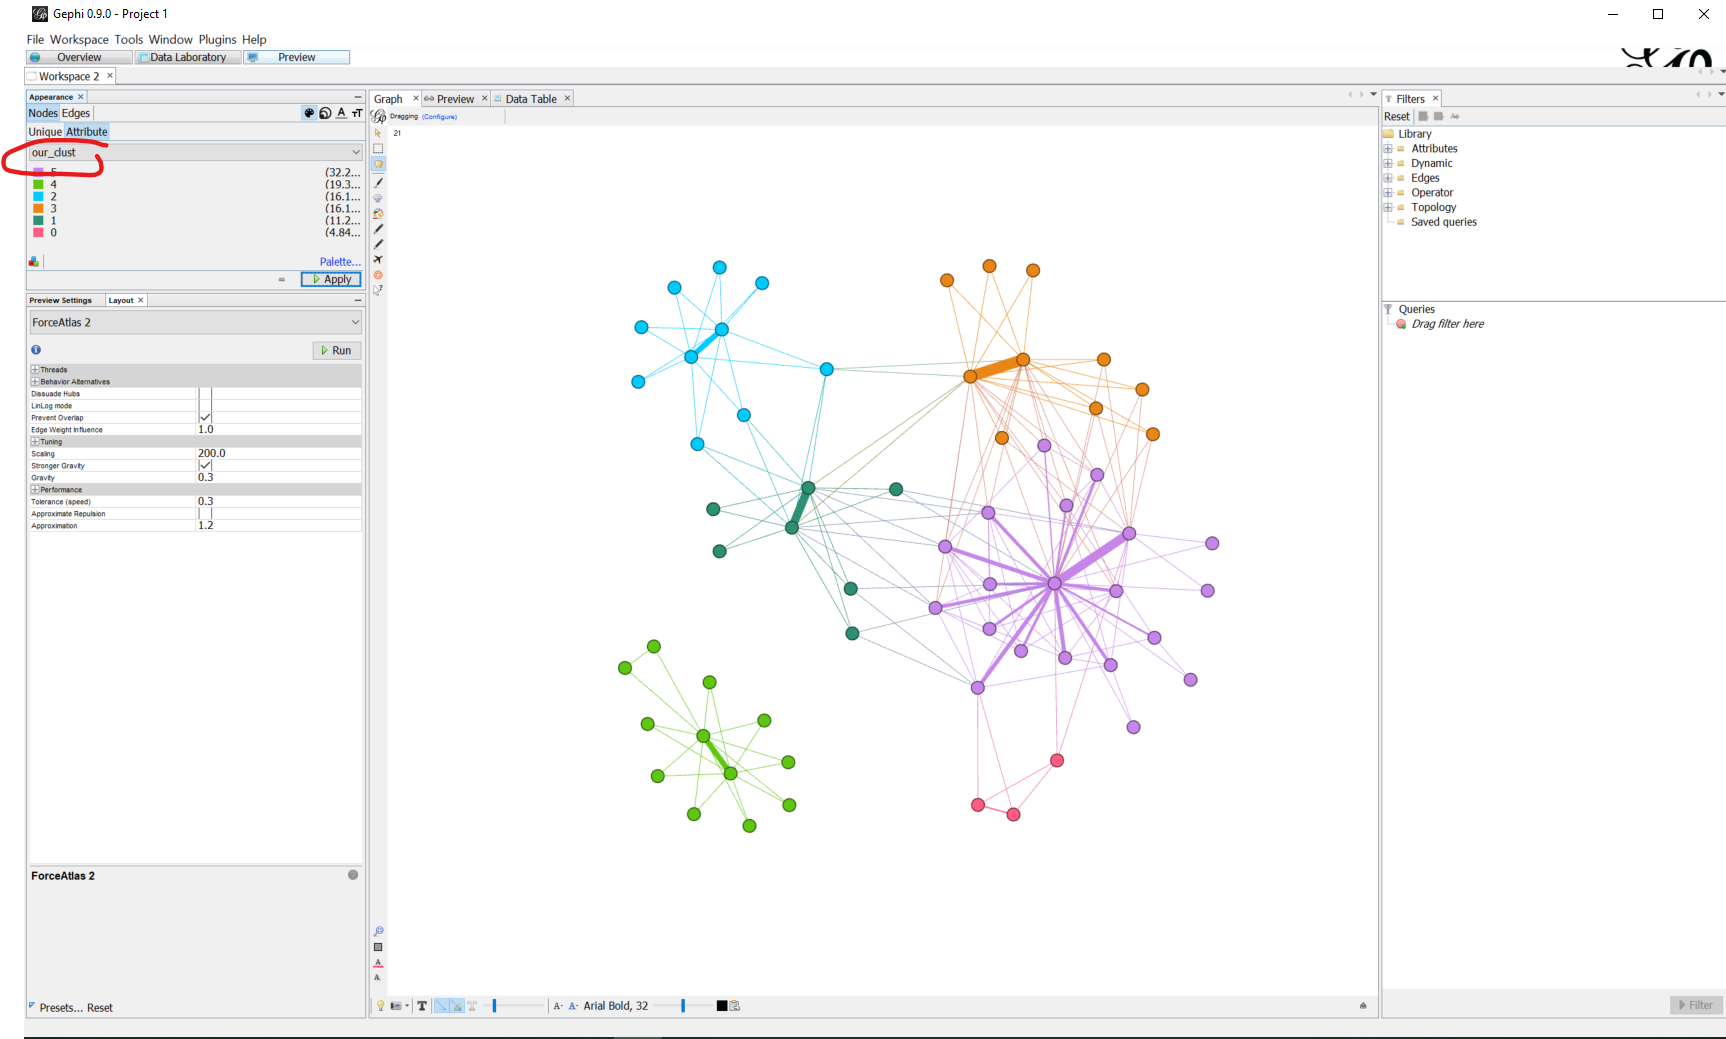 Gephi 0.9.0 - Project 1
File Workspace Tools Window Plugins Help
Overview Data Laboratory Preview
Workspace 2
Appearance
Nodes Edges
Unique Attribute
our_clust
5 (32.2...
4 (19.3...
2 (16.1...
3 (16.1...
1 (11.2...
0 (4.84...
Palette...
Apply
Preview Settings Layout
ForceAtlas 2
Run
Threads
Behavior Alternatives
Dissuade Hubs
LinLog mode
Prevent Overlap
Edge Weight Influence 1.0
Tuning
Scaling 200.0
Stronger Gravity
Gravity 0.3
Performance
Tolerance (speed) 0.3
Approximate Repulsion
Approximation 1.2
ForceAtlas 2
Presets... Reset
Graph Preview Data Table
Dragging (Configure)
21
Arial Bold, 32
Filters
Reset
Library
Attributes
Dynamic
Edges
Operator
Topology
Saved queries
Queries
Drag filter here
Filter